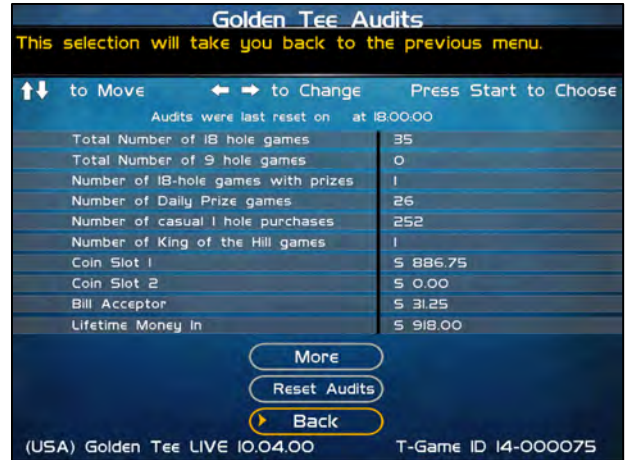 Golden Tee Audits
This selection will take you back to the previous menu.
to Move to Change Press Start to Choose
Audits were last reset on at 18:00:00
Total Number of 18 hole games 35
Total Number of 9 hole games 0
Number of 18-hole games with prizes 1
Number of Daily Prize games 26
Number of casual 1 hole purchases 252
Number of King of the Hill games 1
Coin Slot 1 $ 886.75
Coin Slot 2 $ 0.00
Bill Acceptor $ 31.25
Lifetime Money In $ 918.00
More
Reset Audits
Back
(USA) Golden Tee LIVE 10.04.00 T-Game ID 14-000075